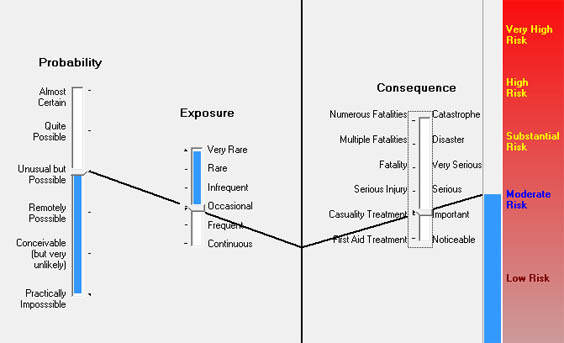 Probability
Almost
Certain
Quite
Possible
Unusual but
Posssible
Remotely
Possible
Conceivable
(but very
unlikely)
Practically
Imposssible
Exposure
Very Rare
Rare
Infrequent
Occasional
Frequent
Continuous
Consequence
Numerous Fatalities Catastrophe
Multiple Fatalities Disaster
Fatality Very Serious
Serious Injury Serious
Casuality Treatment Important
First Aid Treatment Noticeable
Very High
Risk
High
Risk
Substantial
Risk
Moderate
Risk
Low Risk